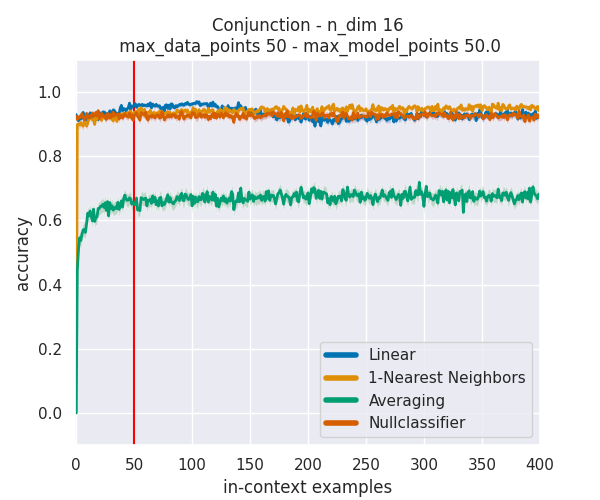 Conjunction - n_dim 16
max_data_points 50 - max_model_points 50.0
accuracy
1.0
0.8
0.6
0.4
0.2
0.0
Linear
1-Nearest Neighbors
Averaging
Nullclassifier
0 50 100 150 200 250 300 350 400
in-context examples